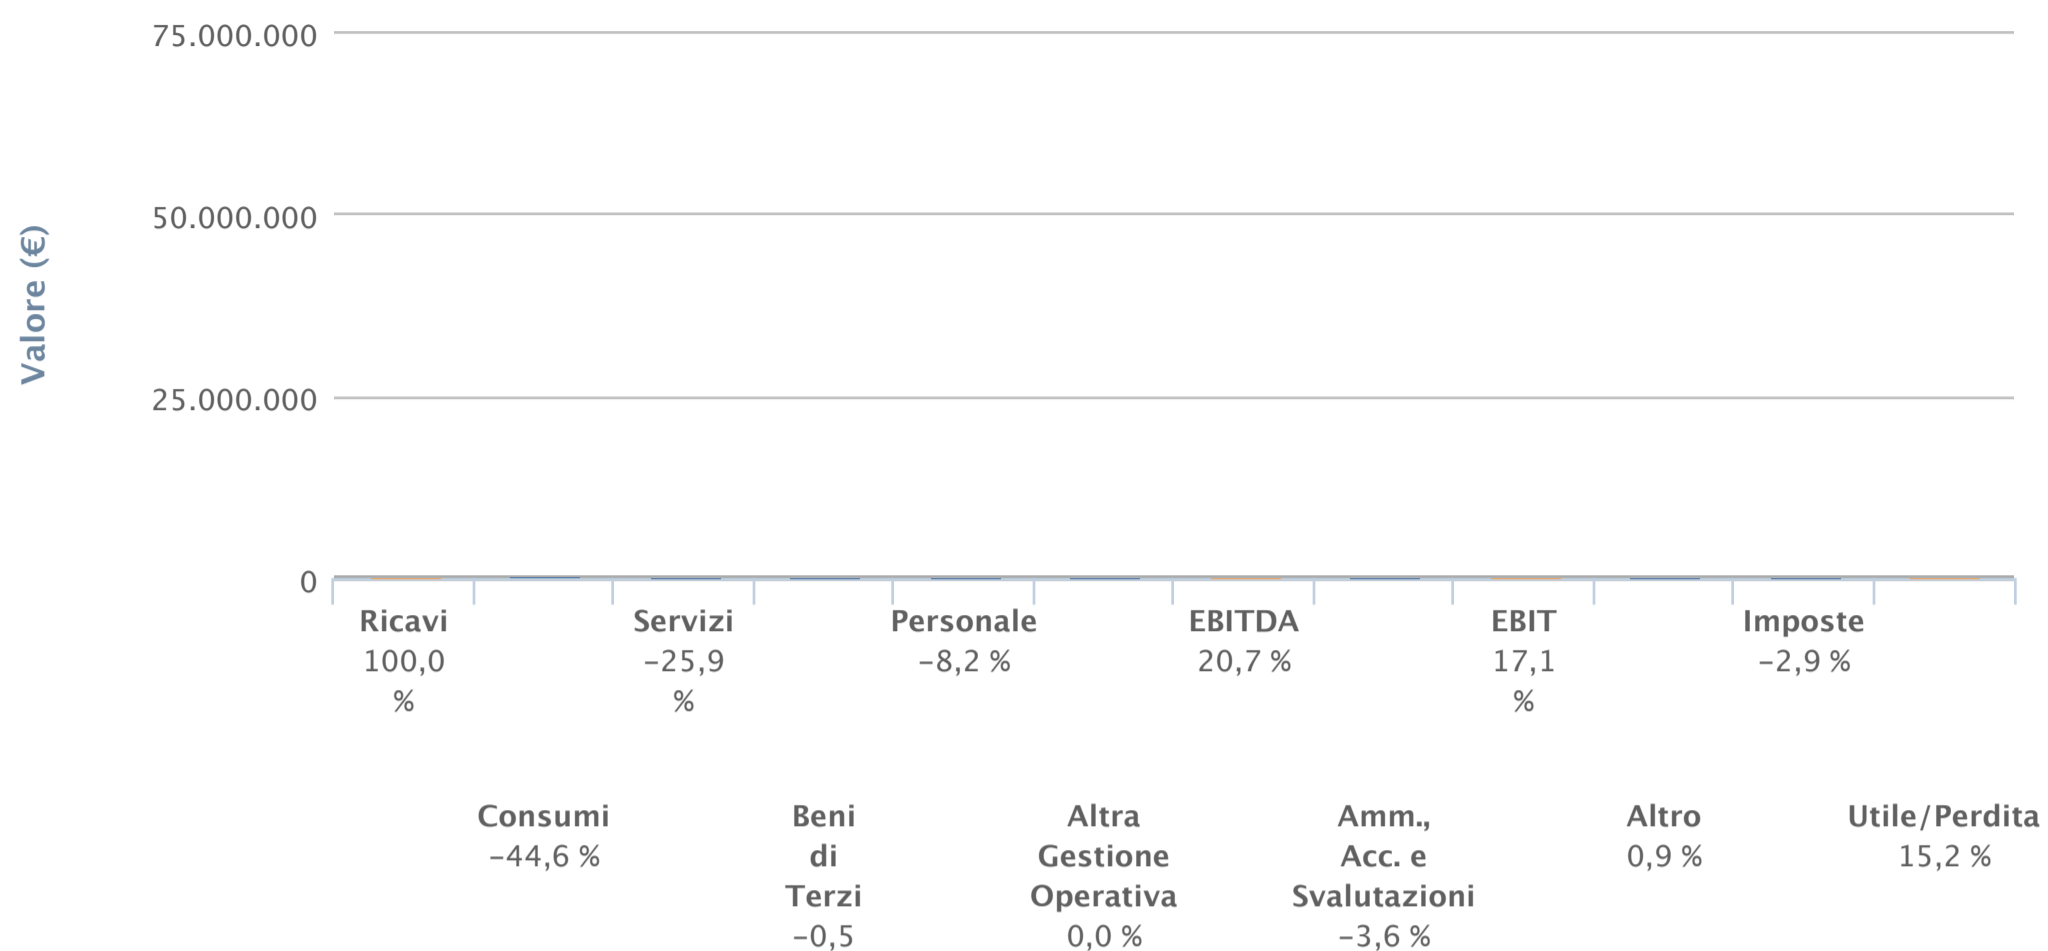 75.000.000
50.000.000
25.000.000
0
Valore (€)
Ricavi
100,0
%
Consumi
-44,6 %
Servizi
-25,9
%
Beni
di
Terzi
-0,5
Personale
-8,2 %
Altra
Gestione
Operativa
0,0 %
EBITDA
20,7 %
Amm.,
Acc. e
Svalutazioni
-3,6 %
EBIT
17,1
%
Altro
0,9 %
Imposte
-2,9 %
Utile/Perdita
15,2 %